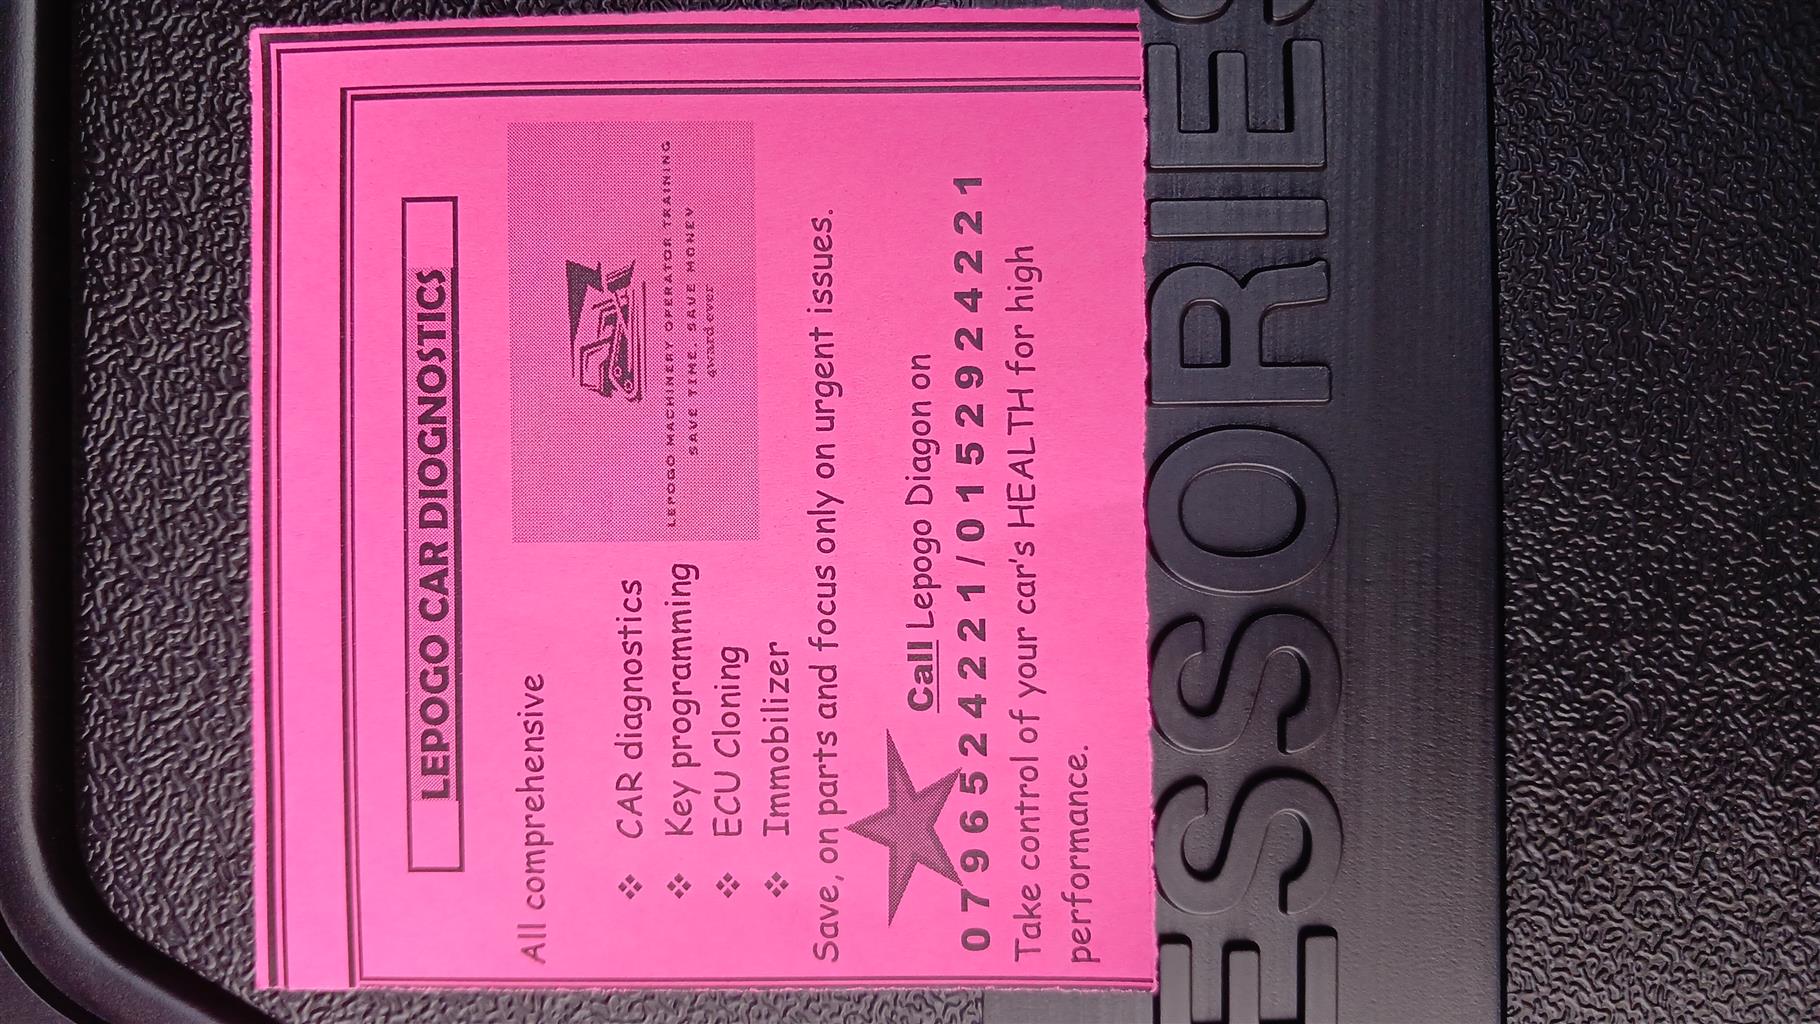 LEPOGO CAR DIOGNOSTICS
All comprehensive
CAR diagnostics
Key programming
ECU Cloning
Immobilizer
LEPOGO MACHINERY OPERATOR TRAINING
SAVE TIME, SAVE MONEY
4ward ever
Save, on parts and focus only on urgent issues.
Call Lepogo Diagon on
0796524221/0152924221
Take control of your car's HEALTH for high
performance.
ESSORIES